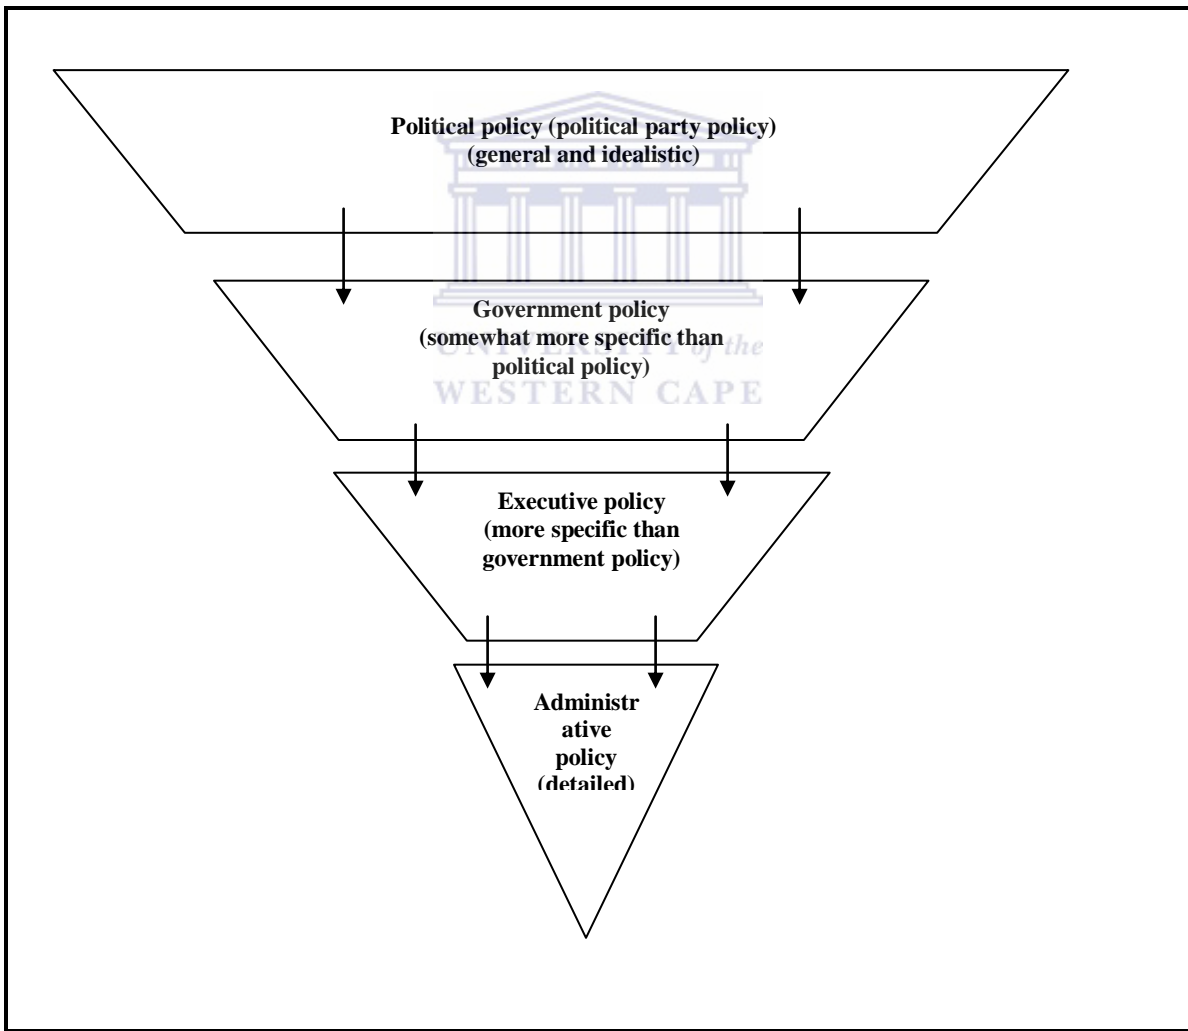 Political policy (political party policy)
(general and idealistic)
Government policy
(somewhat more specific than
political policy)
UNIVERSITY of the
WESTERN CAPE
Executive policy
(more specific than
government policy)
Administr
ative
policy
(detailed)